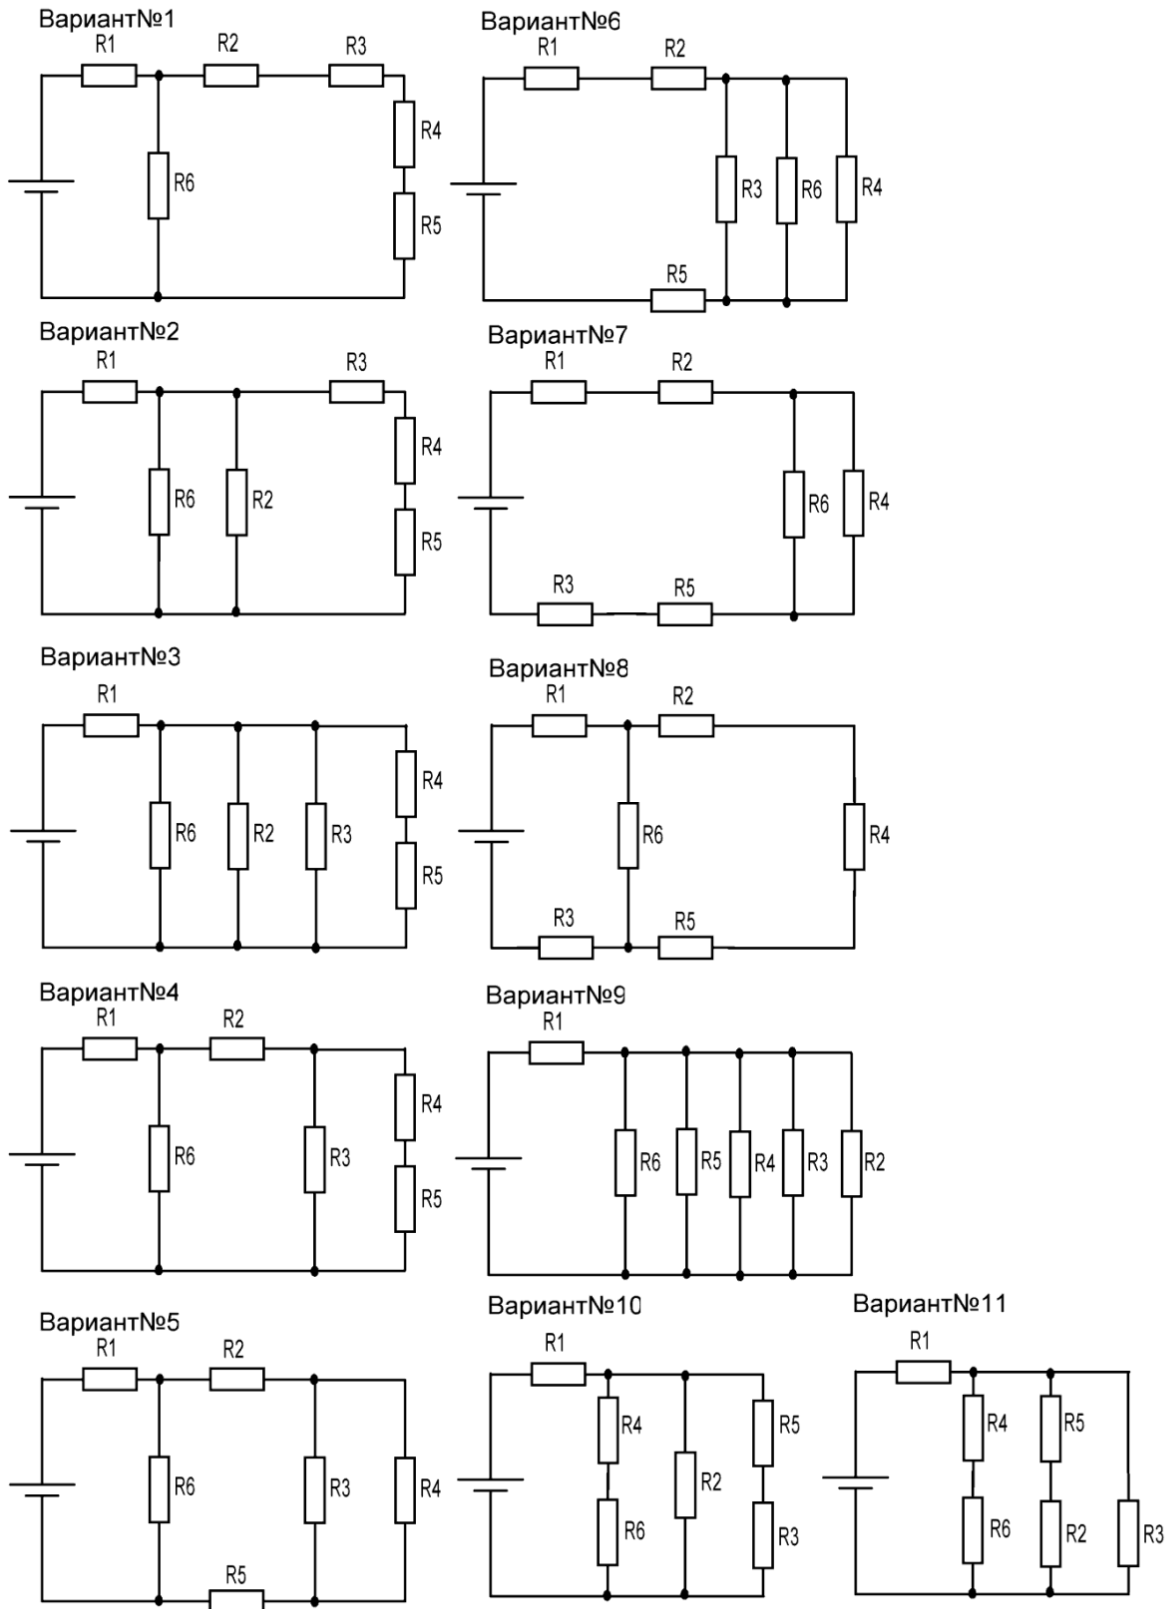 Вариант№1
R1
R2
R3
R4
R6
R5
Вариант№6
R1
R2
R3
R6
R4
R5
Вариант№2
R1
R3
R4
R6
R2
R5
Вариант№7
R1
R2
R6
R4
R3
R5
Вариант№3
R1
R4
R6
R2
R3
R5
Вариант№8
R1
R2
R6
R4
R3
R5
Вариант№4
R1
R2
R4
R6
R3
R5
Вариант№9
R1
R6
R5
R4
R3
R2
Вариант№5
R1
R2
R6
R3
R4
R5
Вариант№10
R1
R4
R5
R2
R6
R3
Вариант№11
R1
R4
R5
R6
R2
R3